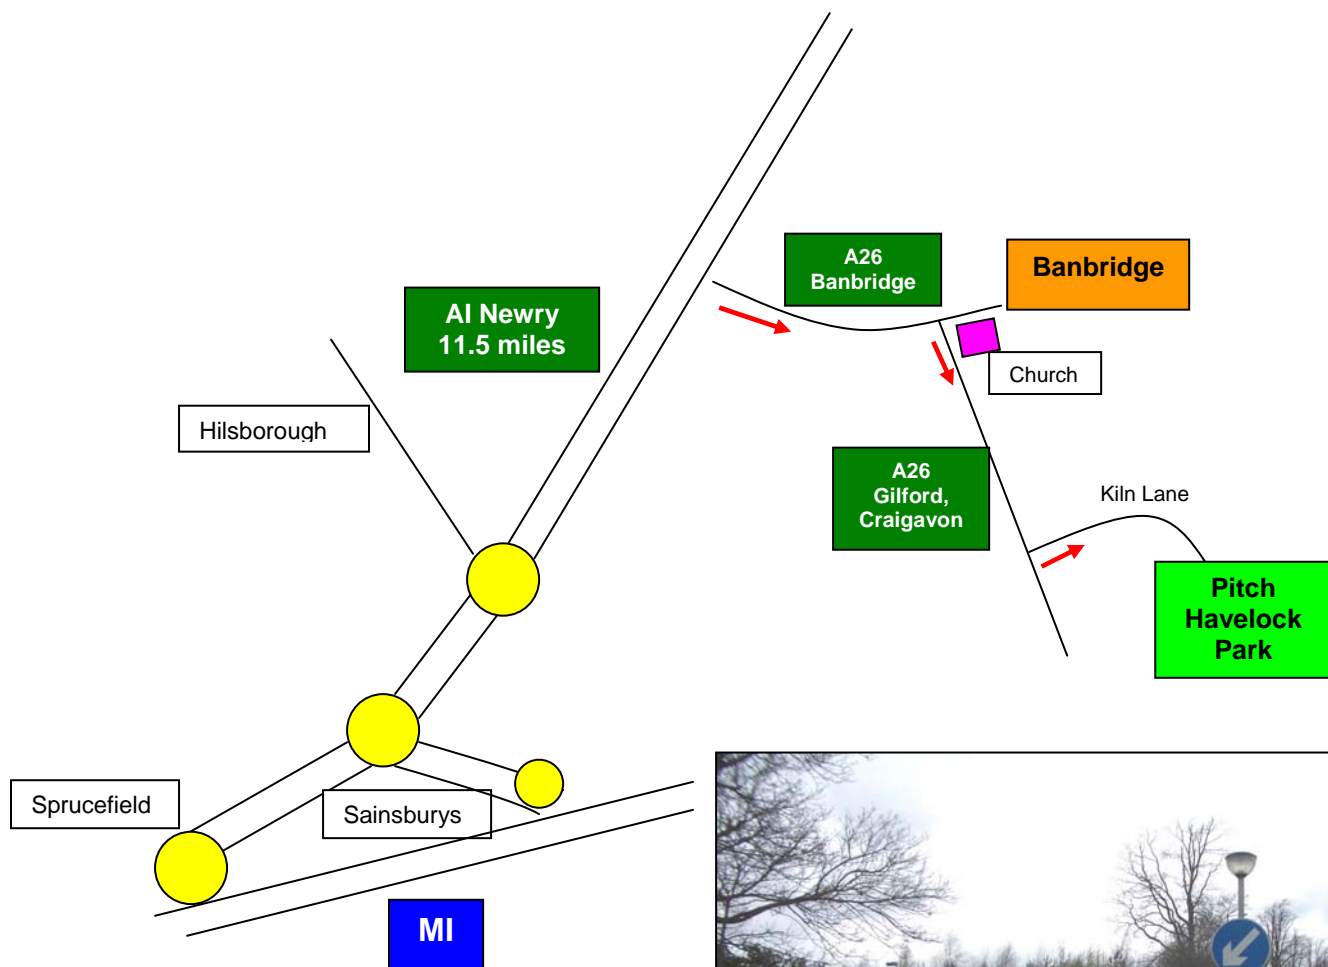 A26
Banbridge
Banbridge
AI Newry
11.5 miles
Church
Hilsborough
A26
Gilford,
Craigavon
Kiln Lane
Pitch
Havelock
Park
Sprucefield
Sainsburys
MI